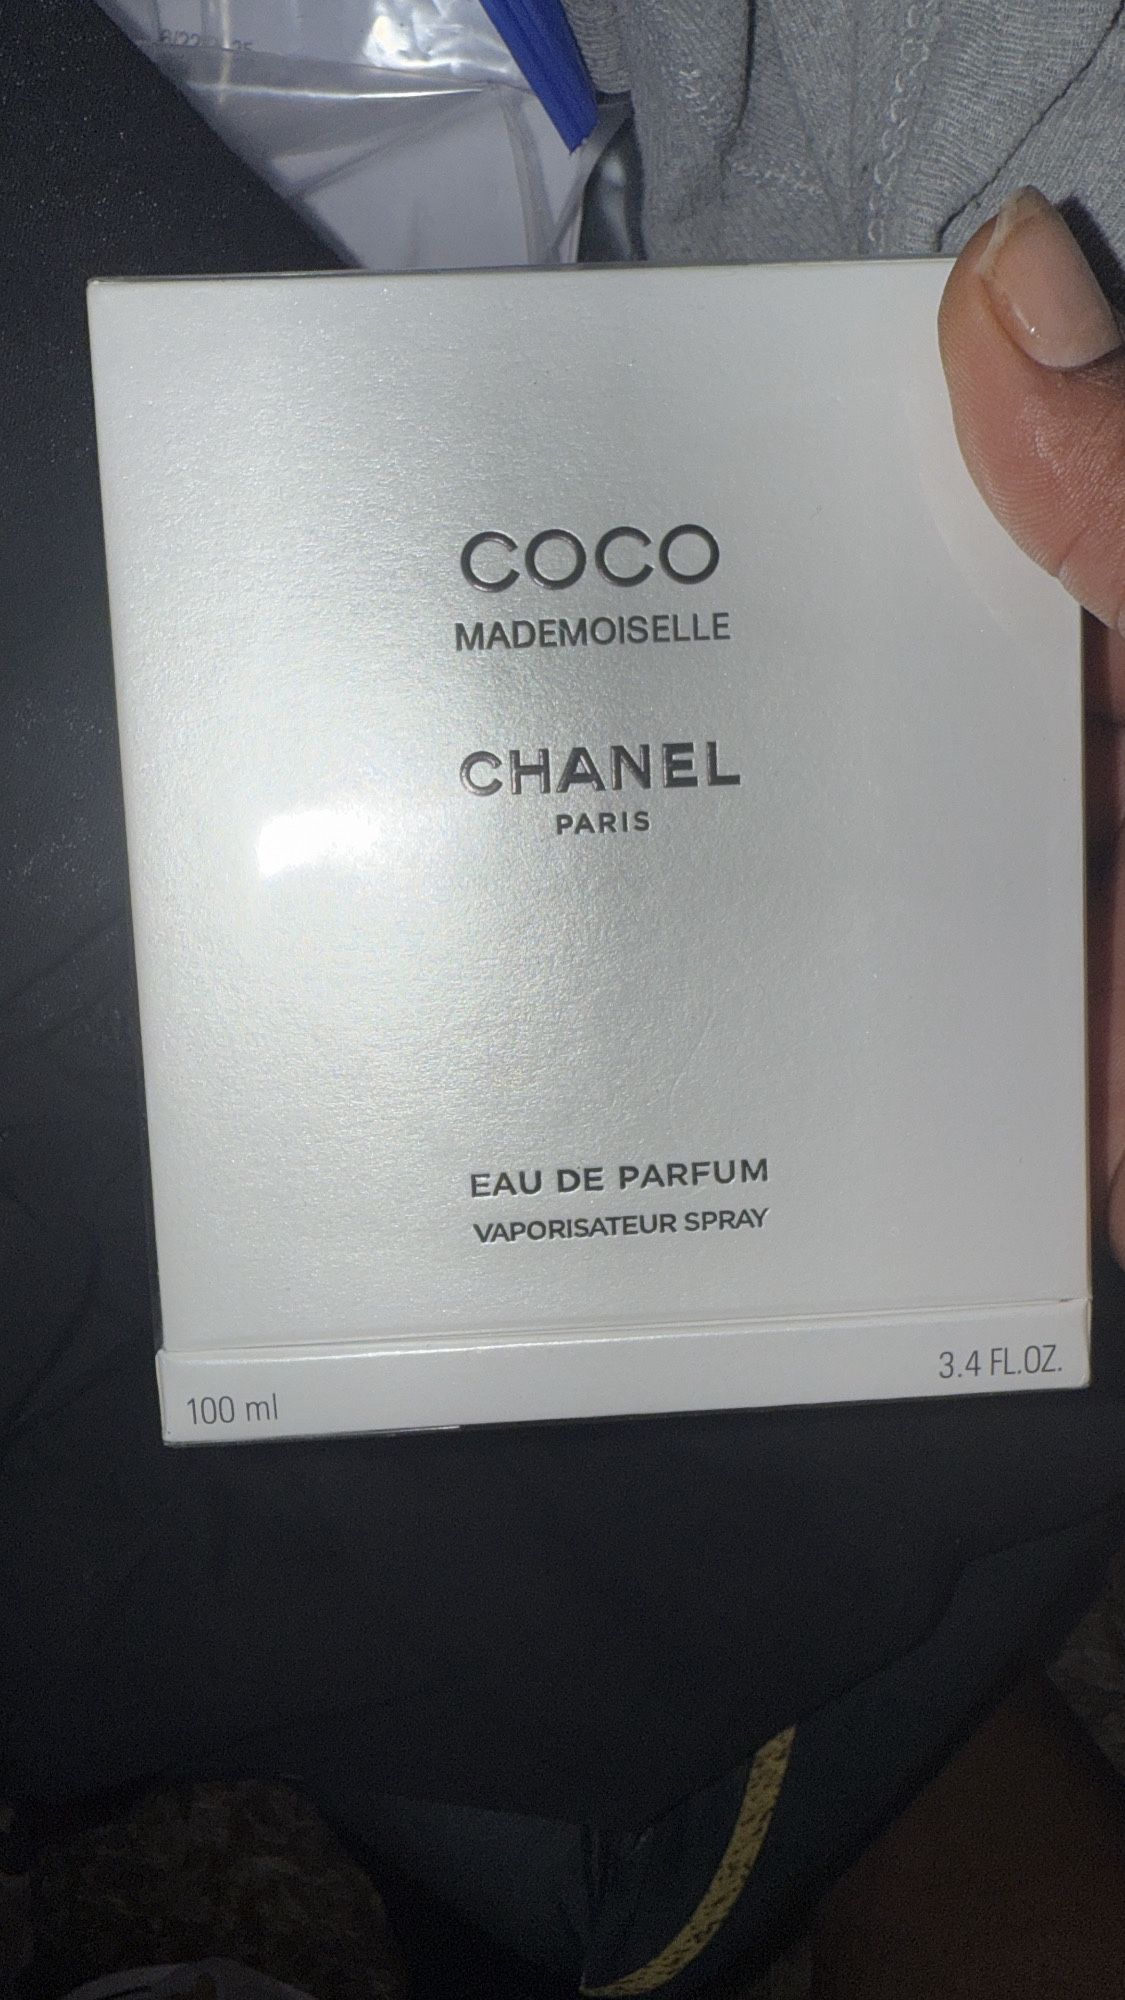 COCO
MADEMOISELLE
CHANEL
PARIS
EAU DE PARFUM
VAPORISATEUR SPRAY
100 ml
3.4 FL.OZ.